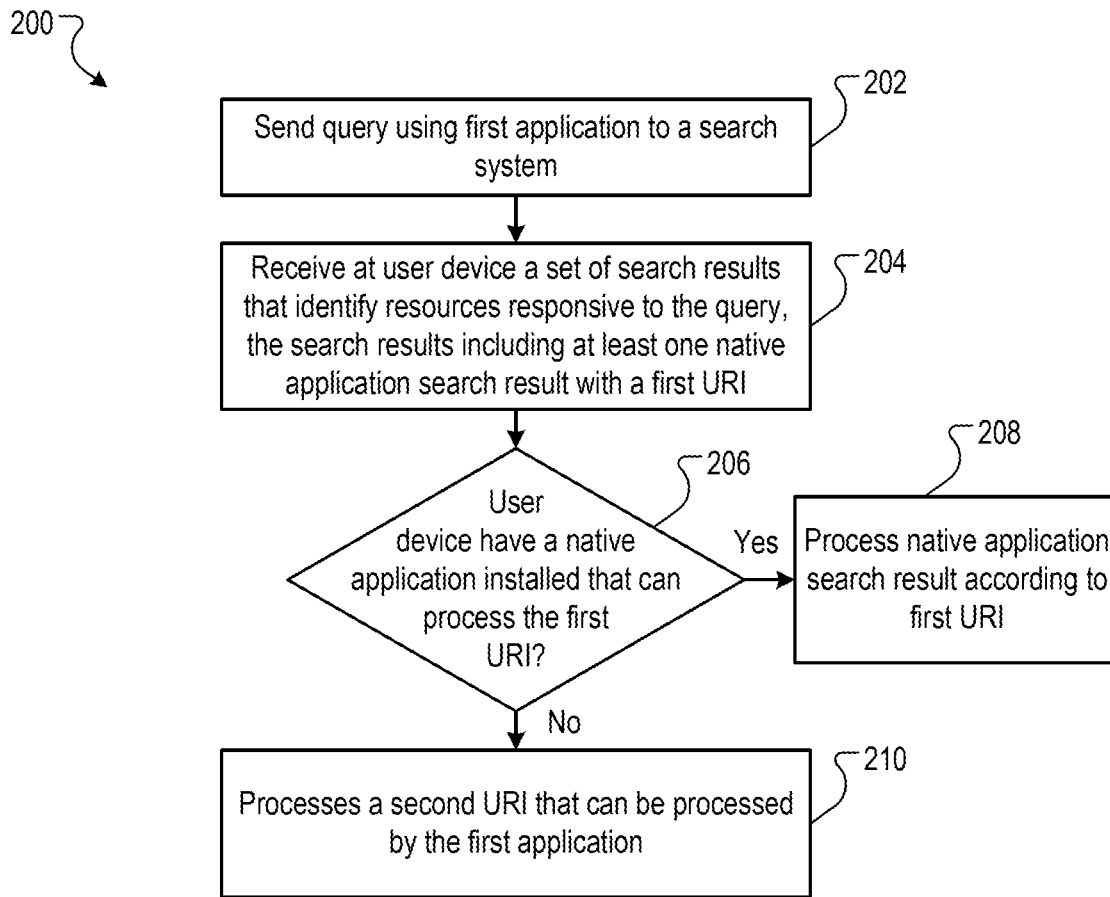 200
202
Send query using first application to a search
system
204
Receive at user device a set of search results
that identify resources responsive to the query,
the search results including at least one native
application search result with a first URI
206
User
device have a native
application installed that can
process the first
URI?
Yes
208
Process native application
search result according to
first URI
No
210
Processes a second URI that can be processed
by the first application